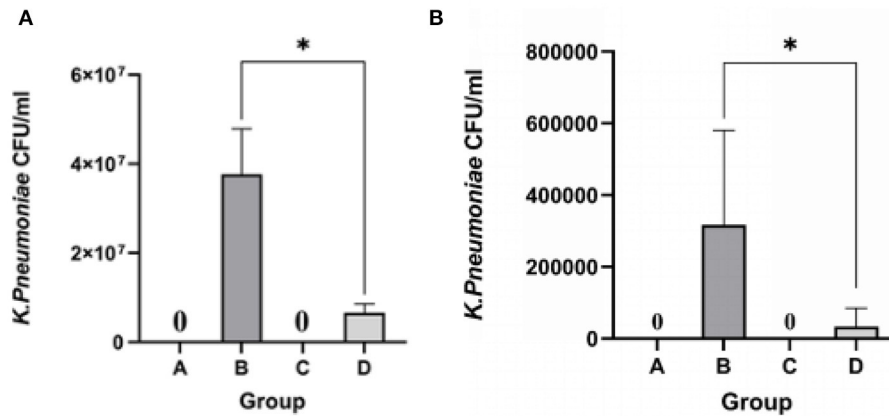 A
K.Pneumoniae CFU/ml
6×10⁷
4×10⁷
2×10⁷
0
*
0
0
A B C D
Group
B
K.Pneumoniae CFU/ml
800000
600000
400000
200000
0
*
0
0
A B C D
Group